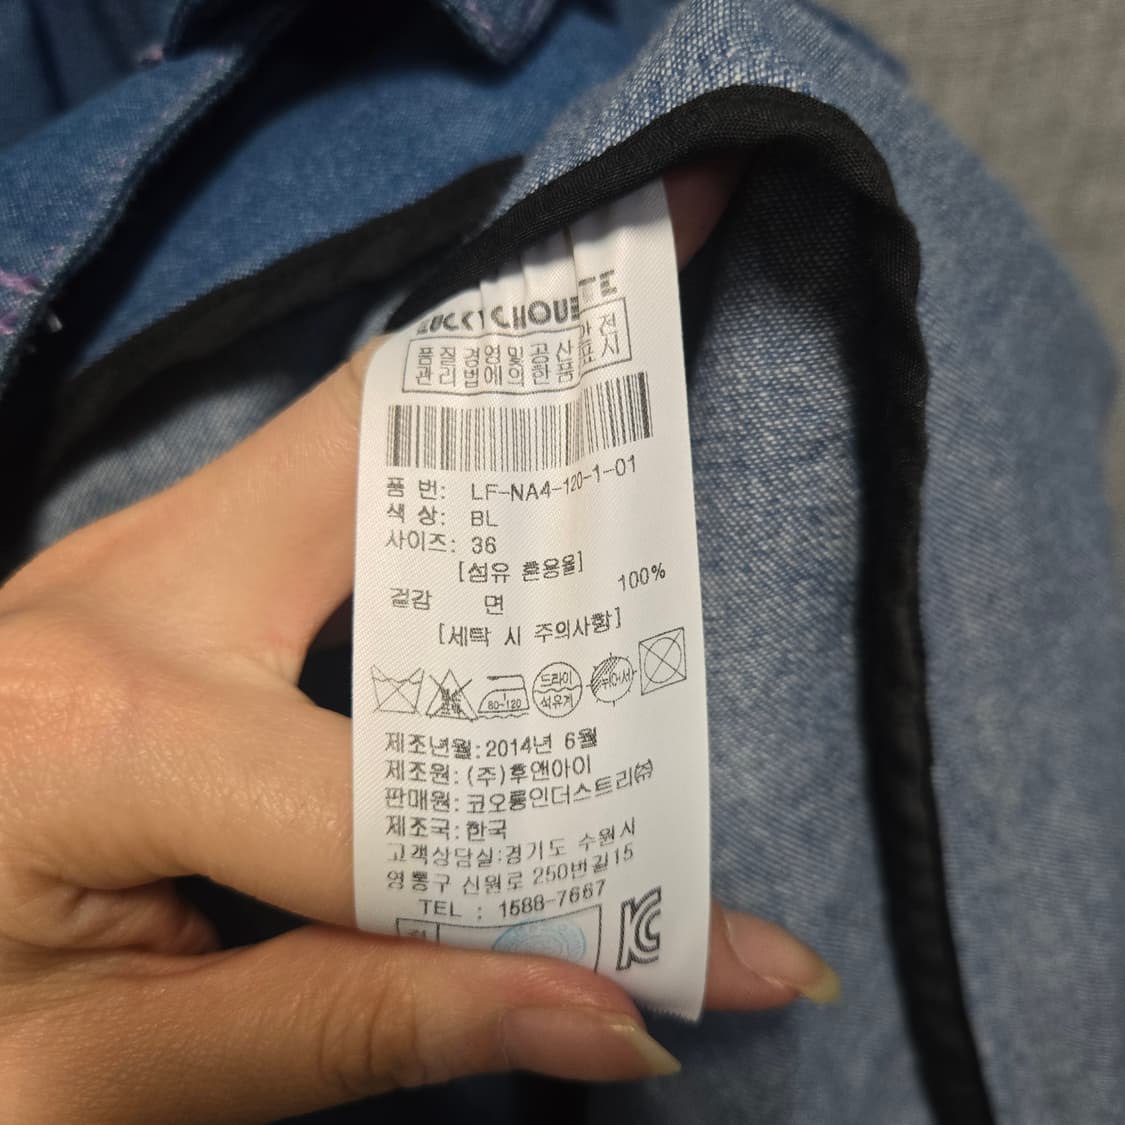 LUCKY CHOUETTE
품질경영및공산 안전
관리법에의한품 표시
품 번: LF-NA4-120-1-01
색 상: BL
사이즈: 36
[섬유 혼용율]
겉감 면 100%
[세탁 시 주의사항]
80~120
드라이
석유계
뉘어서
제조년월:2014년 6월
제조원:(주)후앤아이
판매원:코오롱인더스트리㈜
제조국:한국
고객상담실:경기도 수원시
영통구 신원로 250번길15
TEL : 1588-7667
KC